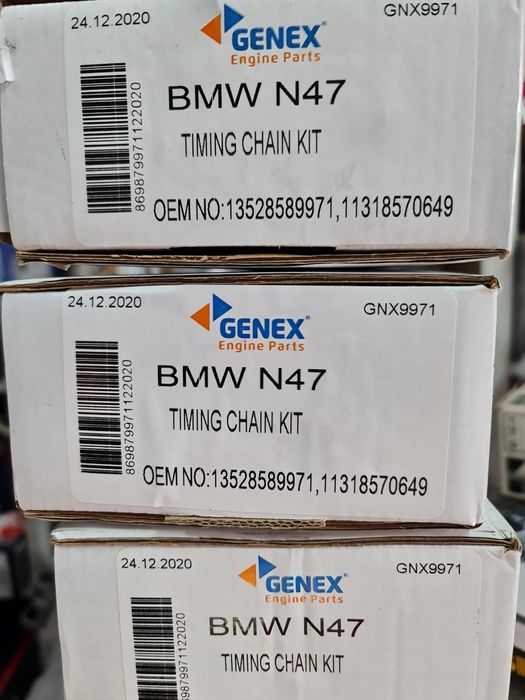 24.12.2020
GNX9971
GENEX®
Engine Parts
BMW N47
TIMING CHAIN KIT
8698799711122020
OEM NO:13528589971,11318570649
24.12.2020
GNX9971
GENEX®
Engine Parts
BMW N47
TIMING CHAIN KIT
8698799711122020
OEM NO:13528589971,11318570649
24.12.2020
GNX9971
GENEX®
Engine Parts
BMW N47
TIMING CHAIN KIT